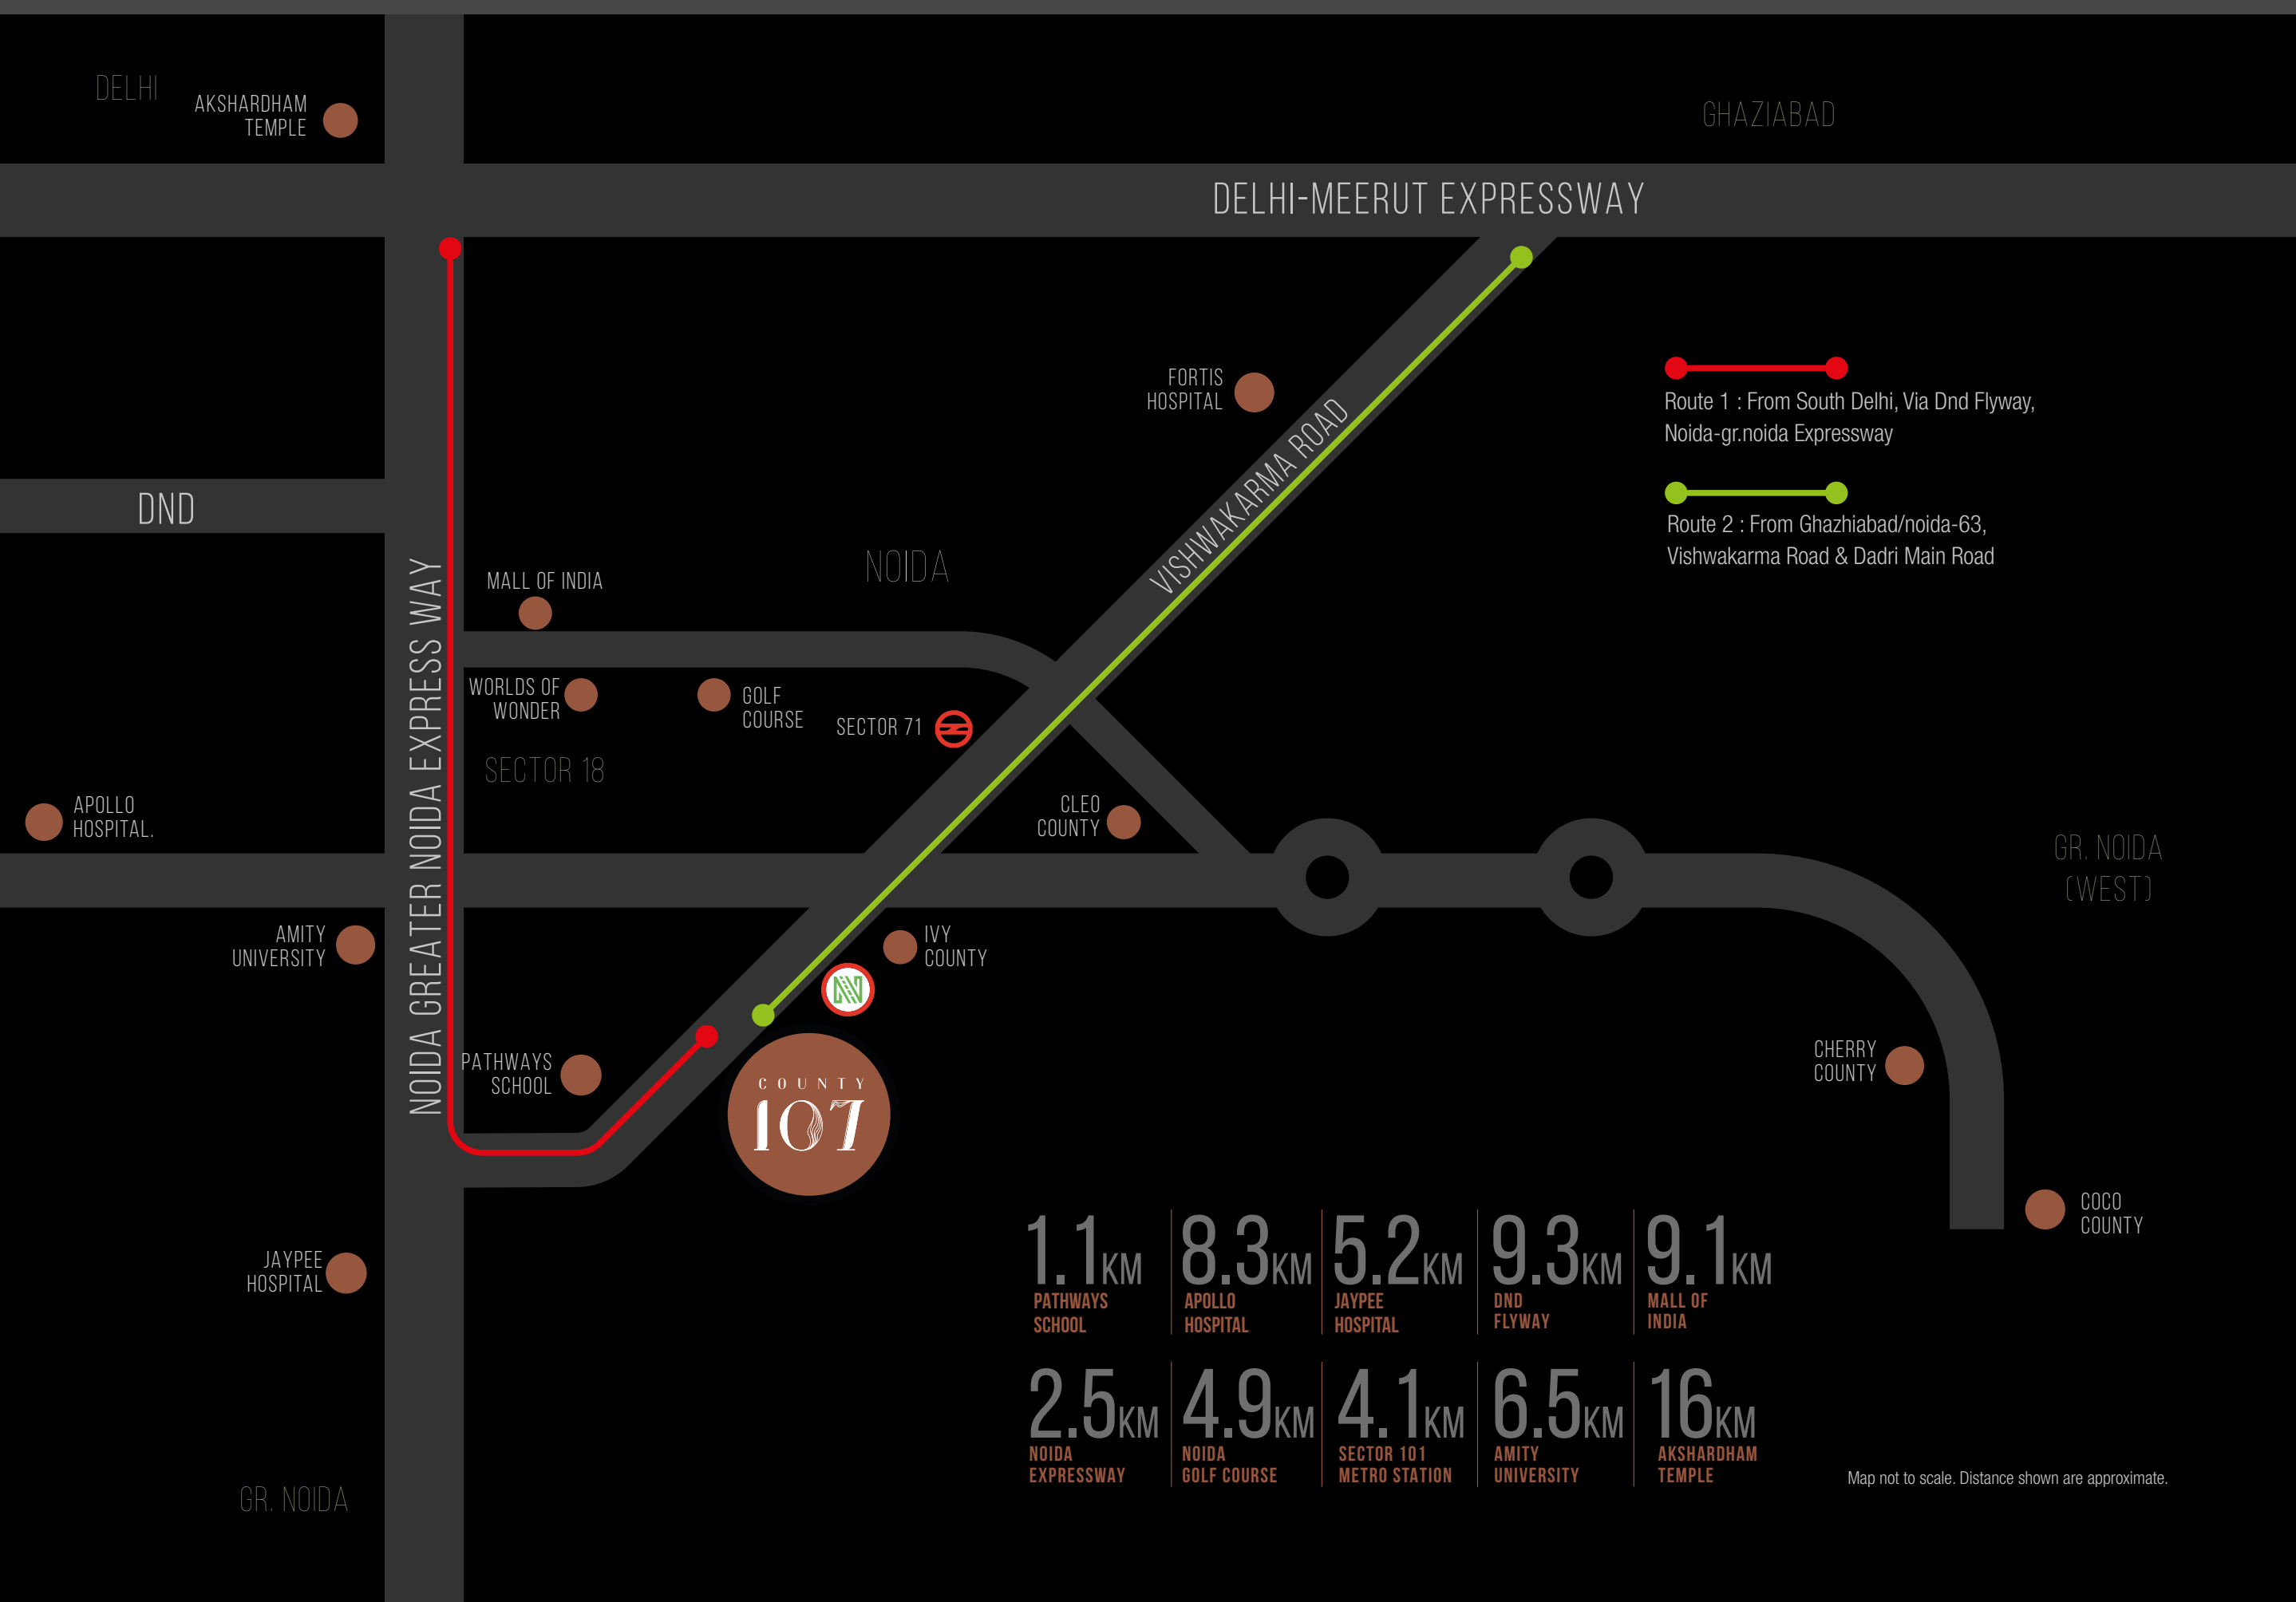 DELHI
AKSHARDHAM
TEMPLE
GHAZIABAD
DELHI-MEERUT EXPRESSWAY
FORTIS
HOSPITAL
VISHWAKARMA ROAD
Route 1 : From South Delhi, Via Dnd Flyway,
Noida-gr.noida Expressway
Route 2 : From Ghazhiabad/noida-63,
Vishwakarma Road & Dadri Main Road
DND
NOIDA GREATER NOIDA EXPRESS WAY
NOIDA
MALL OF INDIA
WORLDS OF
WONDER
GOLF
COURSE
SECTOR 71
SECTOR 18
APOLLO
HOSPITAL.
CLEO
COUNTY
GR. NOIDA
(WEST)
AMITY
UNIVERSITY
IVY
COUNTY
PATHWAYS
SCHOOL
COUNTY
107
CHERRY
COUNTY
COCO
COUNTY
JAYPEE
HOSPITAL
1.1KM
PATHWAYS
SCHOOL
8.3KM
APOLLO
HOSPITAL
5.2KM
JAYPEE
HOSPITAL
9.3KM
DND
FLYWAY
9.1KM
MALL OF
INDIA
2.5KM
NOIDA
EXPRESSWAY
4.9KM
NOIDA
GOLF COURSE
4.1KM
SECTOR 101
METRO STATION
6.5KM
AMITY
UNIVERSITY
16KM
AKSHARDHAM
TEMPLE
Map not to scale. Distance shown are approximate.
GR. NOIDA